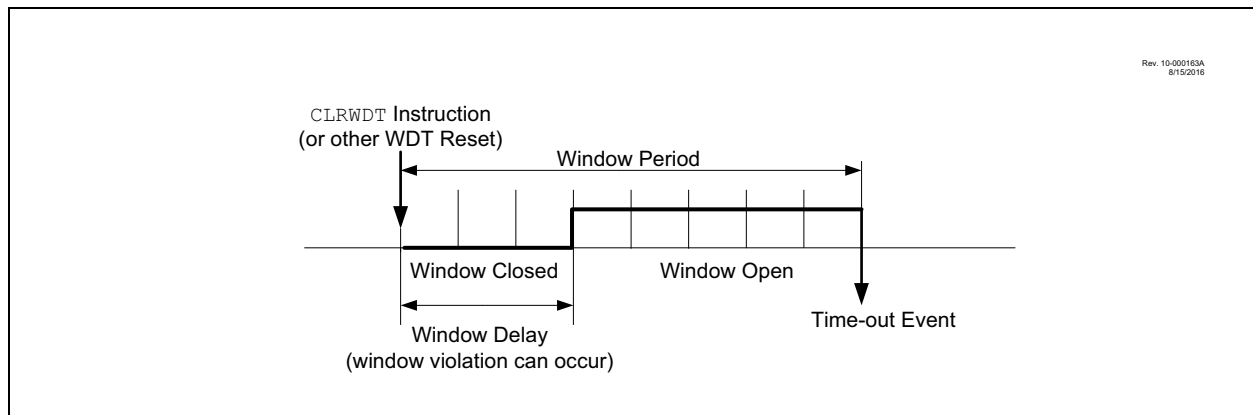 Rev. 10-000163A
8/15/2016
CLRWDT Instruction
(or other WDT Reset)
Window Period
Window Closed
Window Open
Window Delay
(window violation can occur)
Time-out Event